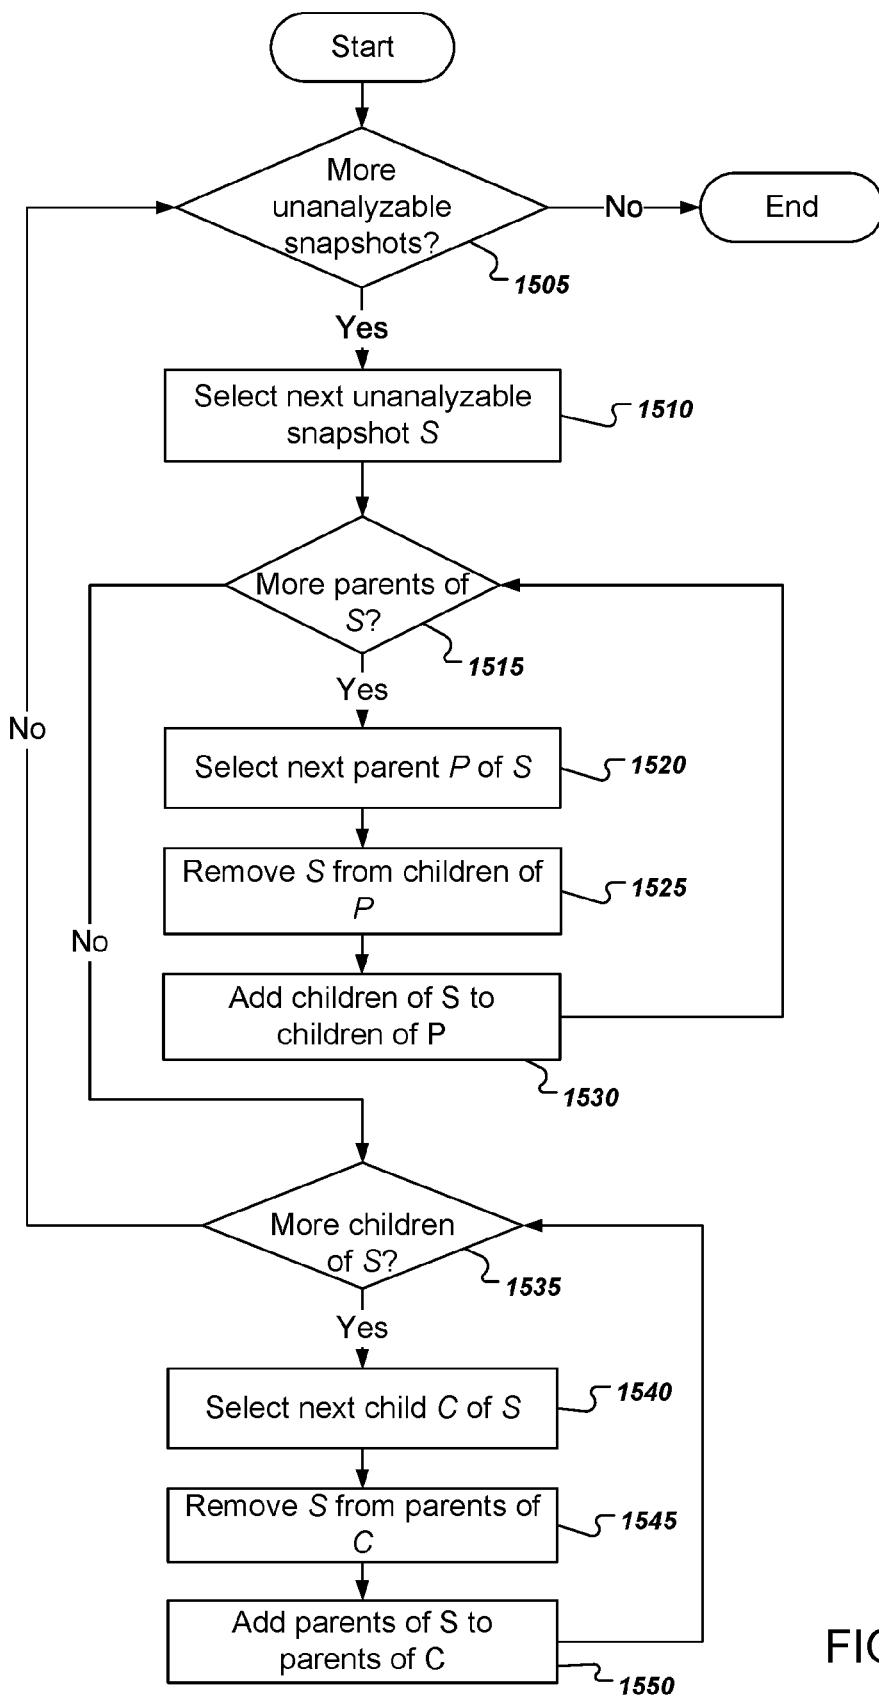 Start
More
unanalyzable
snapshots?
No
End
1505
Yes
Select next unanalyzable
snapshot S
1510
More parents of
S?
1515
Yes
No
Select next parent P of S
1520
Remove S from children of
P
1525
No
Add children of S to
children of P
1530
More children
of S?
1535
Yes
Select next child C of S
1540
Remove S from parents of
C
1545
Add parents of S to
parents of C
1550